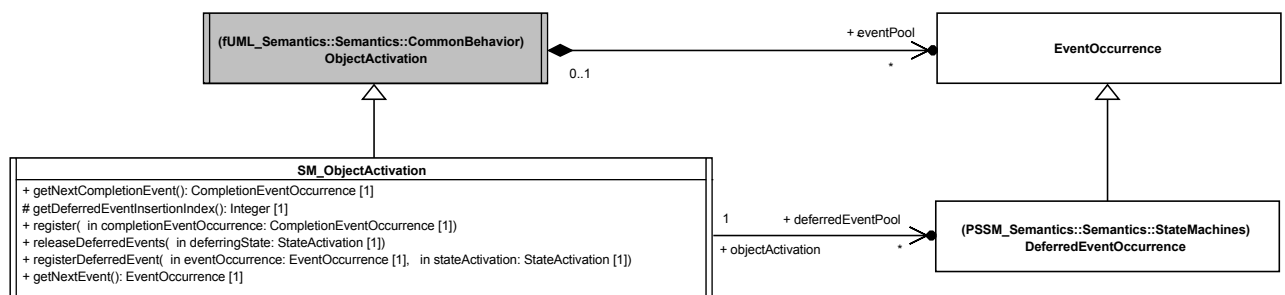 (fUML_Semantics::Semantics::CommonBehavior)
ObjectActivation
+ eventPool
0..1
*
EventOccurrence
SM_ObjectActivation
+ getNextCompletionEvent(): CompletionEventOccurrence [1]
# getDeferredEventInsertionIndex(): Integer [1]
+ register( in completionEventOccurrence: CompletionEventOccurrence [1])
+ releaseDeferredEvents( in deferringState: StateActivation [1])
+ registerDeferredEvent( in eventOccurrence: EventOccurrence [1], in stateActivation: StateActivation [1])
+ getNextEvent(): EventOccurrence [1]
1
+ deferredEventPool
+ objectActivation
*
(PSSM_Semantics::Semantics::StateMachines)
DeferredEventOccurrence